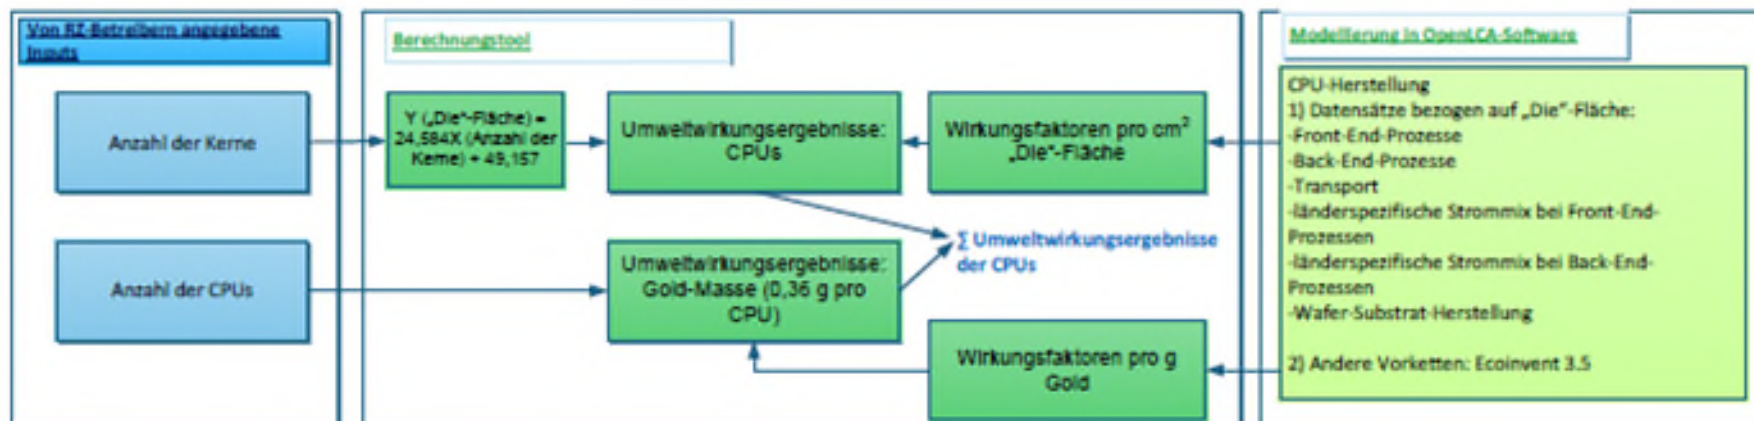 Von RZ-Betreibern angegebene
Inputs
Anzahl der Kerne
Anzahl der CPUs
Berechnungstool
Y („Die“-Fläche) =
24,584X (Anzahl der
Kerne) + 49,157
Umweltwirkungsergebnisse:
CPUs
Wirkungsfaktoren pro cm²
„Die“-Fläche
∑ Umweltwirkungsergebnisse
der CPUs
Umweltwirkungsergebnisse:
Gold-Masse (0,36 g pro
CPU)
Wirkungsfaktoren pro g
Gold
Modellierung in OpenLCA-Software
CPU-Herstellung
1) Datensätze bezogen auf „Die“-Fläche:
-Front-End-Prozesse
-Back-End-Prozesse
-Transport
-länderspezifische Strommix bei Front-End-
Prozessen
-länderspezifische Strommix bei Back-End-
Prozessen
-Wafer-Substrat-Herstellung
2) Andere Vorketten: Ecoinvent 3.5